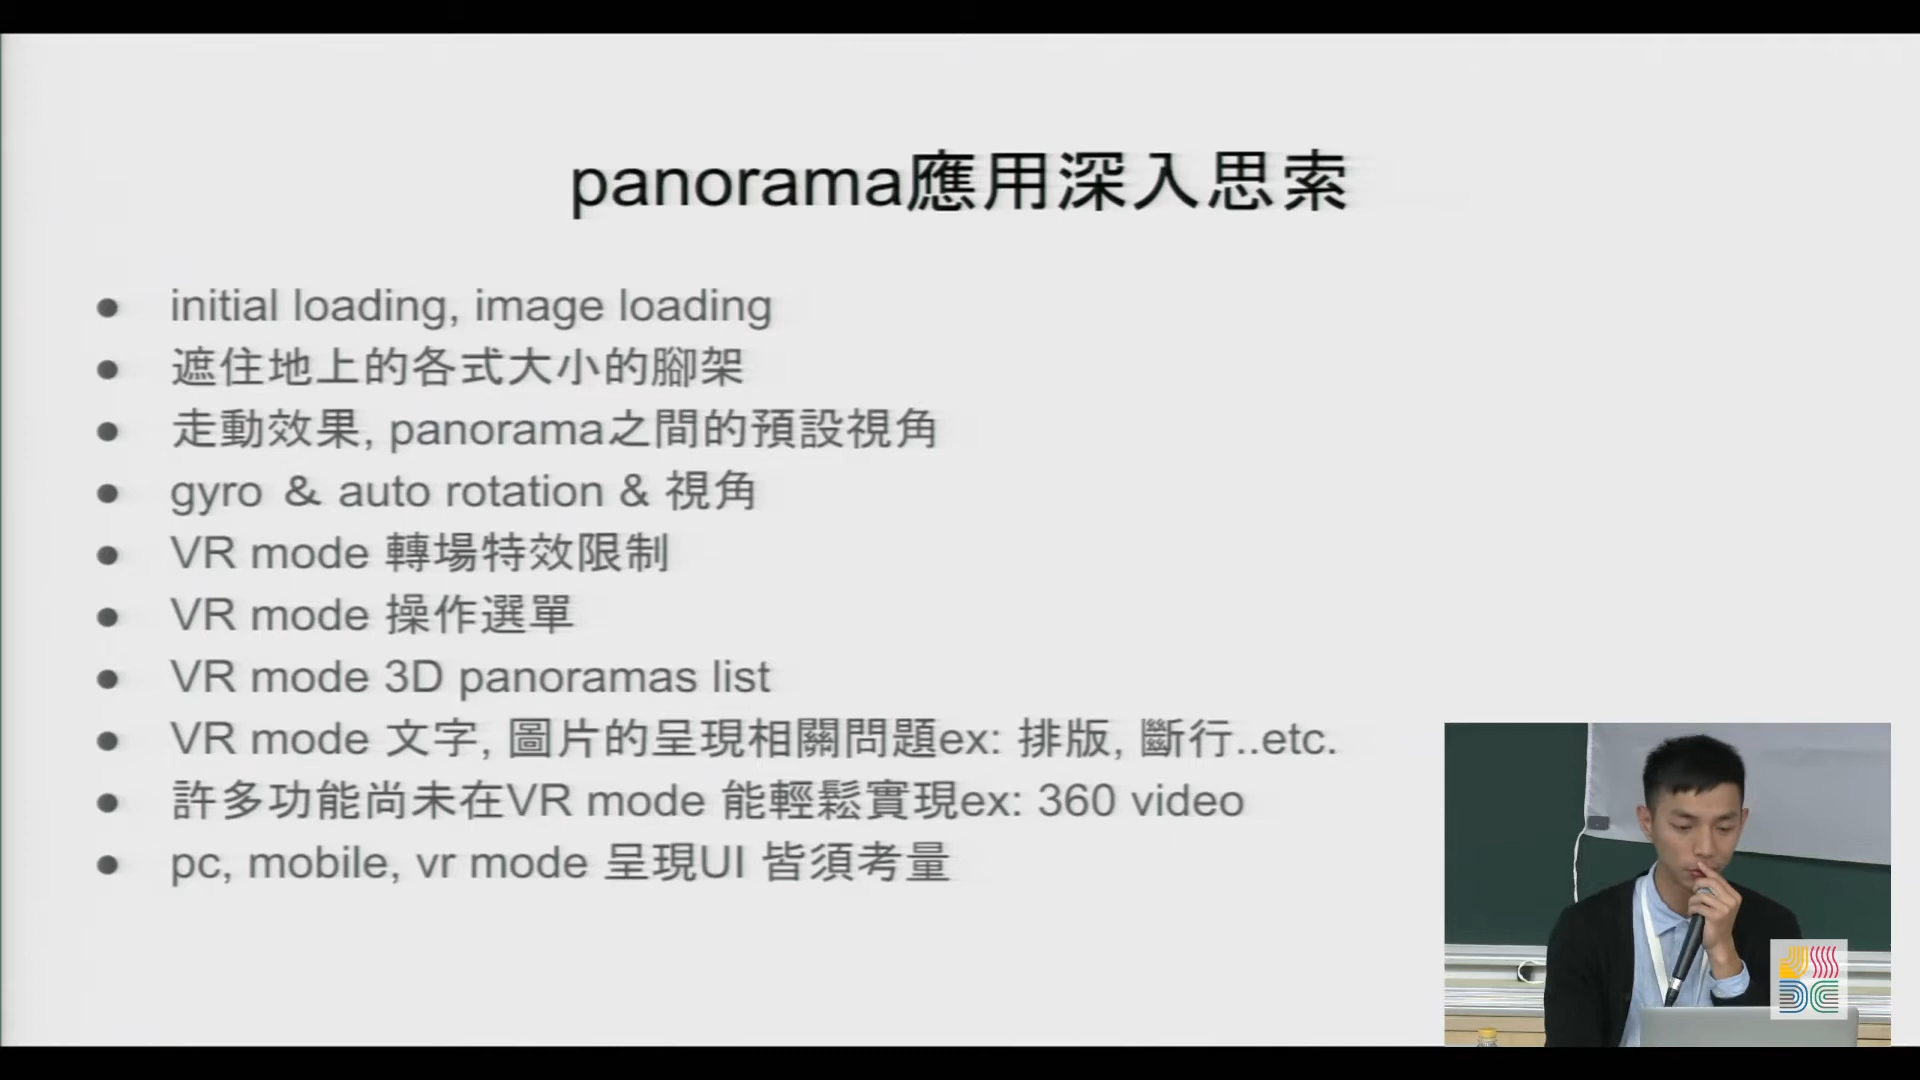 panorama應用深入思索
initial loading, image loading
遮住地上的各式大小的腳架
走動效果, panorama之間的預設視角
gyro & auto rotation & 視角
VR mode 轉場特效限制
VR mode 操作選單
VR mode 3D panoramas list
VR mode 文字, 圖片的呈現相關問題ex: 排版, 斷行..etc.
許多功能尚未在VR mode 能輕鬆實現ex: 360 video
pc, mobile, vr mode 呈現UI 皆須考量
JSDC